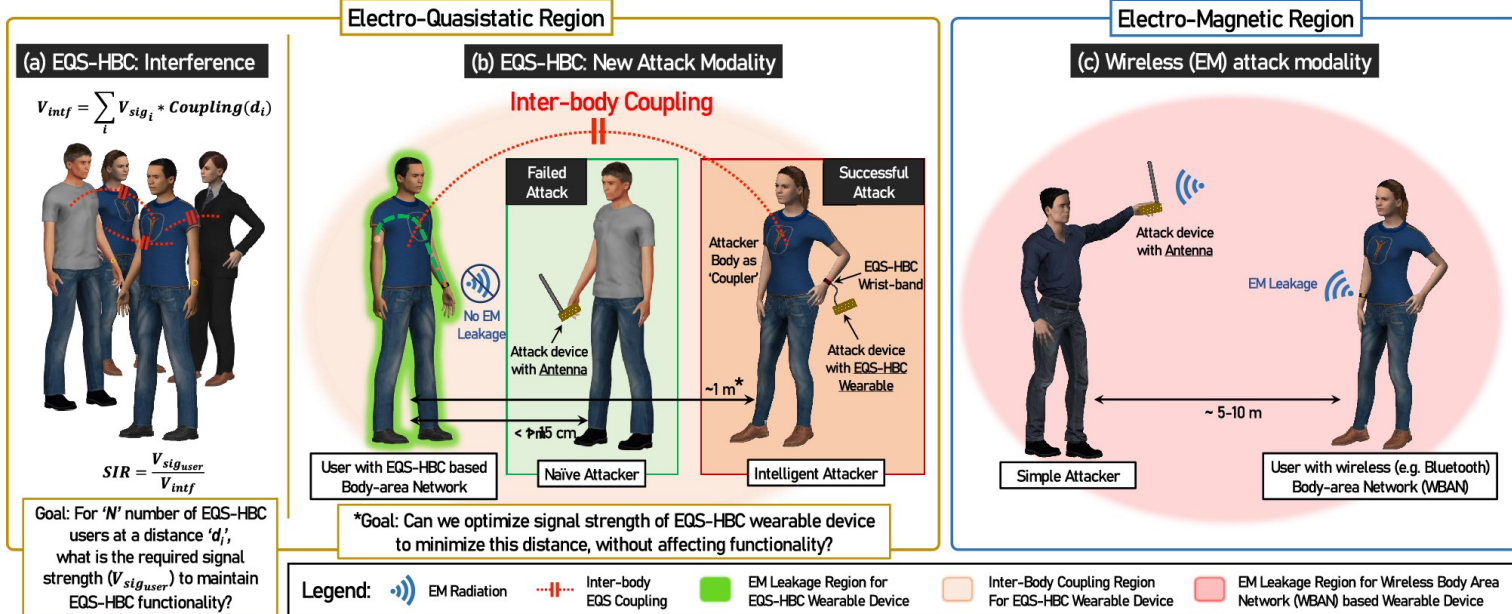 Electro-Quasistatic Region
Electro-Magnetic Region
(a) EQS-HBC: Interference
V_intf = ∑_i V_sig_i * Coupling(d_i)
SIR = V_sig_user / V_intf
Goal: For 'N' number of EQS-HBC
users at a distance 'd_i',
what is the required signal
strength (V_sig_user) to maintain
EQS-HBC functionality?
(b) EQS-HBC: New Attack Modality
Inter-body Coupling
Failed
Attack
Successful
Attack
Attacker
Body as
'Coupler'
EQS-HBC
Wrist-band
No EM
Leakage
Attack device
with Antenna
Attack device
with EQS-HBC
Wearable
~1 m*
< 15 cm
User with EQS-HBC based
Body-area Network
Naïve Attacker
Intelligent Attacker
*Goal: Can we optimize signal strength of EQS-HBC wearable device
to minimize this distance, without affecting functionality?
(c) Wireless (EM) attack modality
Attack device
with Antenna
EM Leakage
~ 5-10 m
Simple Attacker
User with wireless (e.g. Bluetooth)
Body-area Network (WBAN)
Legend:
EM Radiation
Inter-body
EQS Coupling
EM Leakage Region for
EQS-HBC Wearable Device
Inter-Body Coupling Region
For EQS-HBC Wearable Device
EM Leakage Region for Wireless Body Area
Network (WBAN) based Wearable Device